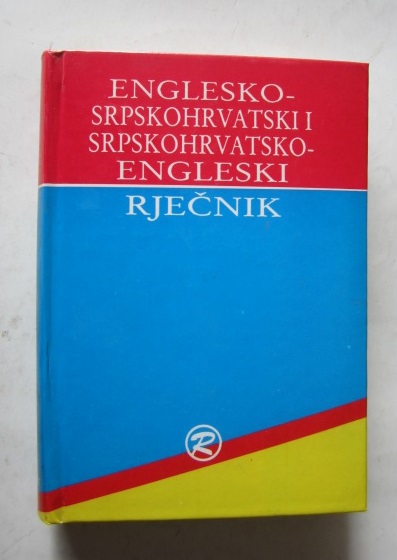 ENGLESKO-
SRPSKOHRVATSKI I
SRPSKOHRVATSKO-
ENGLESKI
RJEČNIK
R